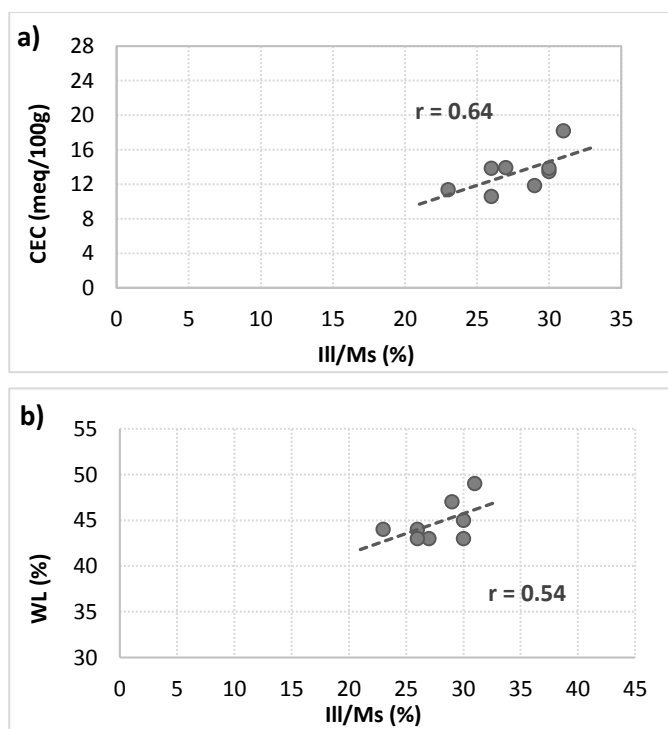 a)
28
24
20
16
12
8
4
0
CEC (meq/100g)
r = 0.64
0 5 10 15 20 25 30 35
Ill/Ms (%)
b)
55
50
45
40
35
30
WL (%)
r = 0.54
0 5 10 15 20 25 30 35 40 45
Ill/Ms (%)